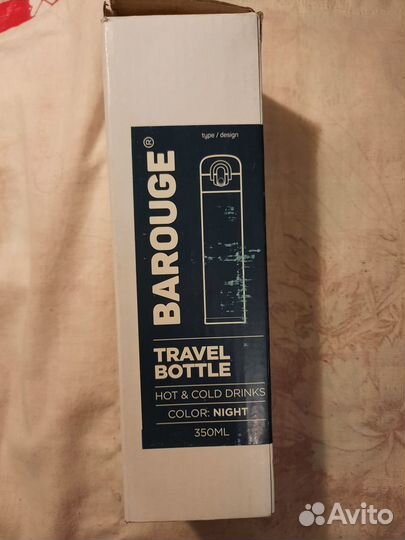 type / design
BAROUGE®
TRAVEL
BOTTLE
HOT & COLD DRINKS
COLOR: NIGHT
350ML
Avito